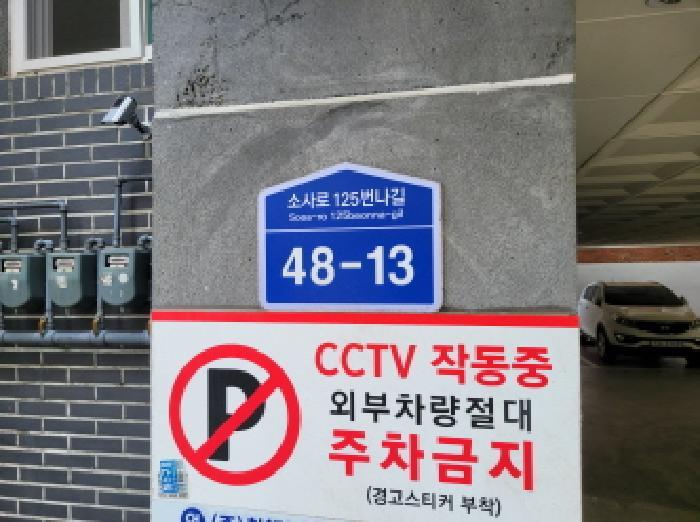 소사로 125번나길
Sosa-ro 125beonna-gil
48-13
CCTV 작동중
외부차량절대
주차금지
(경고스티커 부착)
P